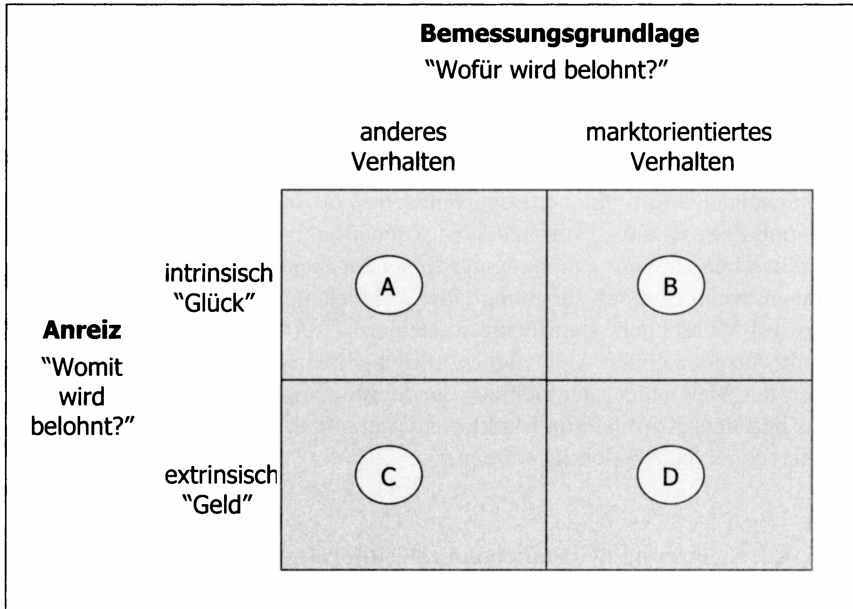 Bemessungsgrundlage
“Wofür wird belohnt?”
anderes
Verhalten
marktorientiertes
Verhalten
intrinsisch
“Glück”
A
B
Anreiz
“Womit
wird
belohnt?”
extrinsisch
“Geld”
C
D